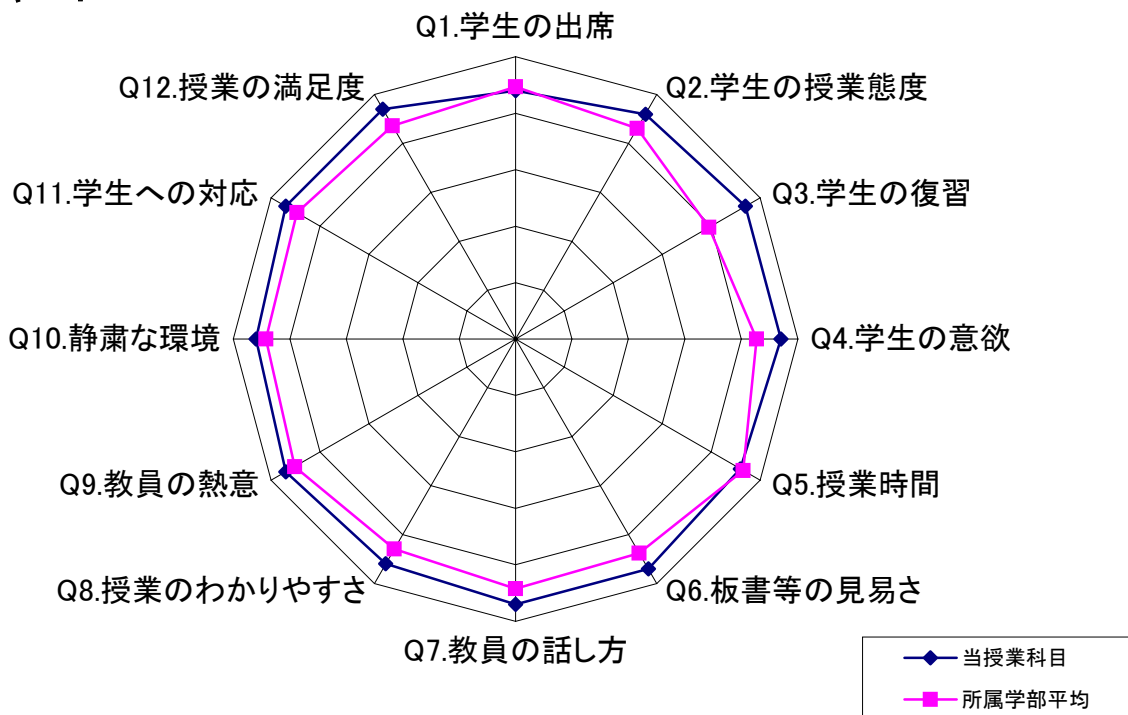 Q1.学生の出席
Q2.学生の授業態度
Q3.学生の復習
Q4.学生の意欲
Q5.授業時間
Q6.板書等の見易さ
Q7.教員の話し方
Q8.授業のわかりやすさ
Q9.教員の熱意
Q10.静粛な環境
Q11.学生への対応
Q12.授業の満足度
当授業科目
所属学部平均